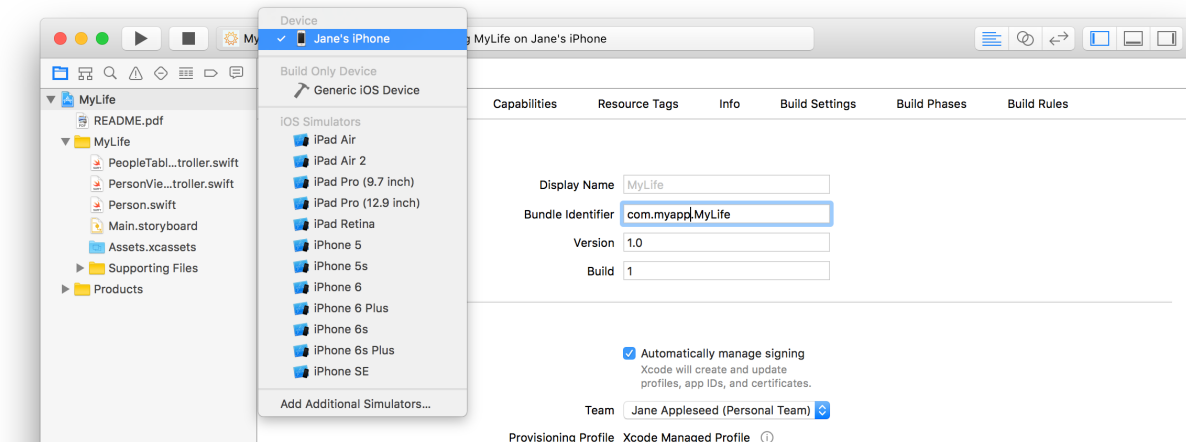 Device
✓ Jane's iPhone
My
g MyLife on Jane's iPhone
Build Only Device
Generic iOS Device
iOS Simulators
iPad Air
iPad Air 2
iPad Pro (9.7 inch)
iPad Pro (12.9 inch)
iPad Retina
iPhone 5
iPhone 5s
iPhone 6
iPhone 6 Plus
iPhone 6s
iPhone 6s Plus
iPhone SE
Add Additional Simulators...
MyLife
README.pdf
MyLife
PeopleTabl...troller.swift
PersonVie...troller.swift
Person.swift
Main.storyboard
Assets.xcassets
Supporting Files
Products
Capabilities Resource Tags Info Build Settings Build Phases Build Rules
Display Name MyLife
Bundle Identifier com.myapp.MyLife
Version 1.0
Build 1
Automatically manage signing
Xcode will create and update
profiles, app IDs, and certificates.
Team Jane Appleseed (Personal Team)
Provisioning Profile Xcode Managed Profile